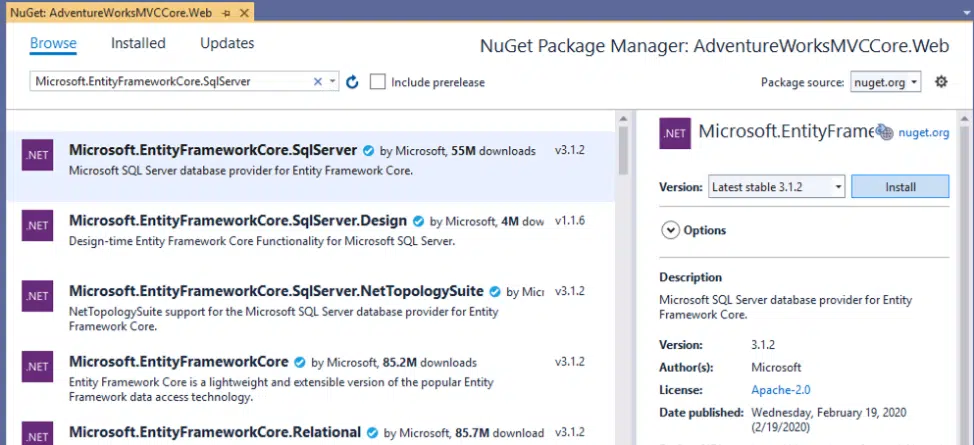 NuGet: AdventureWorksMVCCore.Web
Browse Installed Updates
NuGet Package Manager: AdventureWorksMVCCore.Web
Microsoft.EntityFrameworkCore.SqlServer
Include prerelease
Package source: nuget.org
.NET
Microsoft.EntityFrameworkCore.SqlServer by Microsoft, 55M downloads v3.1.2
Microsoft SQL Server database provider for Entity Framework Core.
.NET
Microsoft.EntityFrameworkCore.SqlServer.Design by Microsoft, 4M dow v1.1.6
Design-time Entity Framework Core Functionality for Microsoft SQL Server.
.NET
Microsoft.EntityFrameworkCore.SqlServer.NetTopologySuite by Micr v3.1.2
NetTopologySuite support for the Microsoft SQL Server database provider for Entity
Framework Core.
.NET
Microsoft.EntityFrameworkCore by Microsoft, 85.2M downloads v3.1.2
Entity Framework Core is a lightweight and extensible version of the popular Entity
Framework data access technology.
.NET
Microsoft.EntityFrameworkCore.Relational by Microsoft, 85.7M download v3.1.2
.NET
Microsoft.EntityFrame nuget.org
Version: Latest stable 3.1.2 Install
Options
Description
Microsoft SQL Server database provider for Entity
Framework Core.
Version: 3.1.2
Author(s): Microsoft
License: Apache-2.0
Date published: Wednesday, February 19, 2020
(2/19/2020)